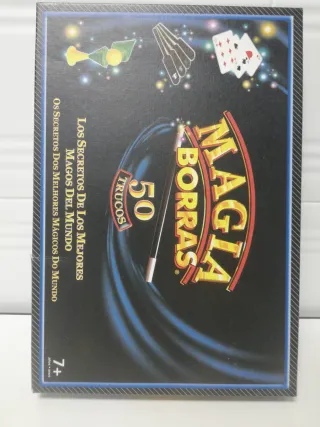 MAGIA
BORRAS®
50
TRUCOS
LOS SECRETOS DE LOS MEJORES
MAGOS DEL MUNDO
OS SECRETOS DOS MELHORES MÁGICOS DO MUNDO
7+